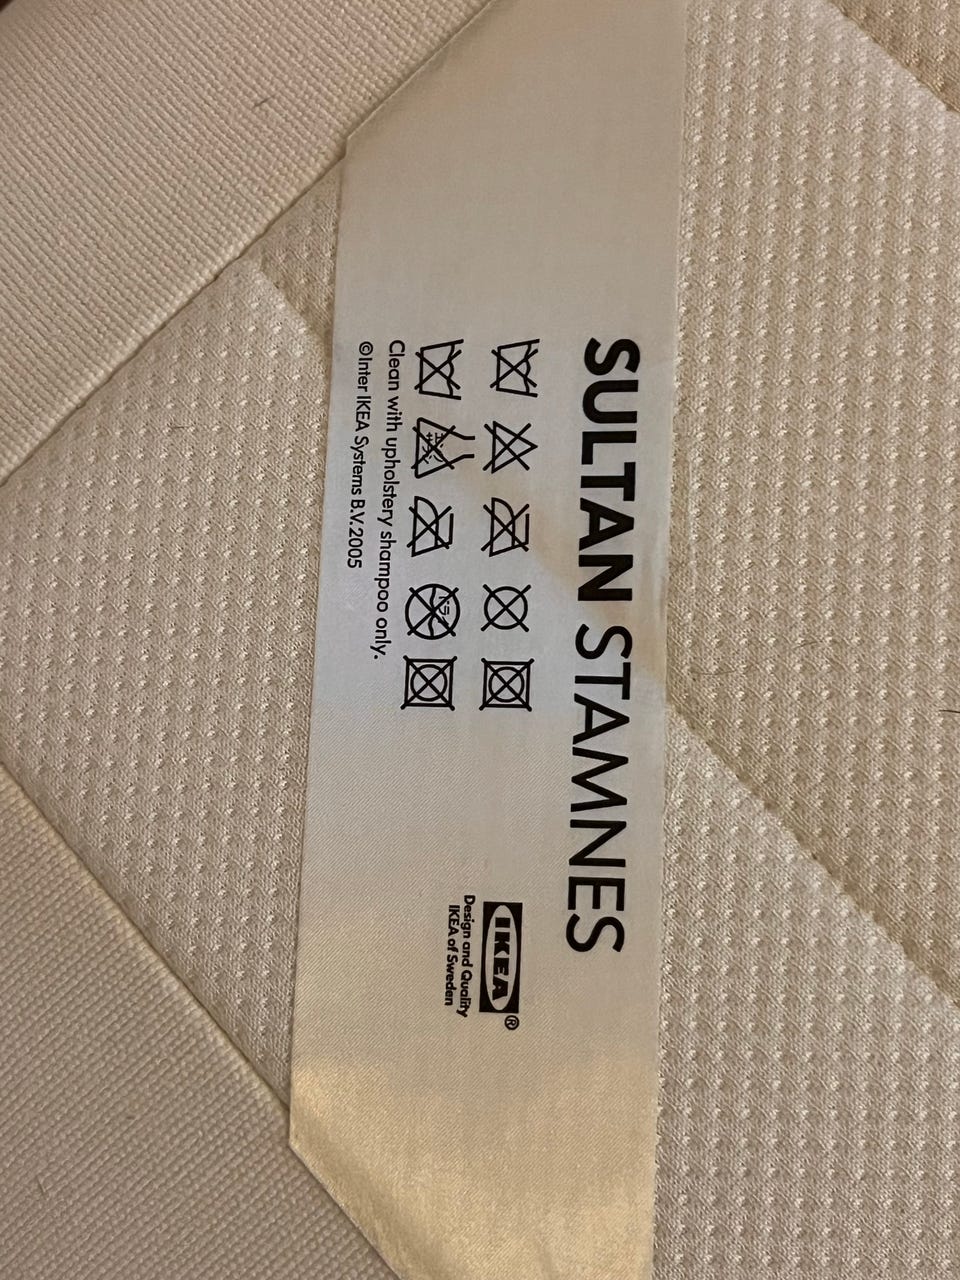 SULTAN STAMNES
Clean with upholstery shampoo only.
©Inter IKEA Systems B.V.2005
IKEA®
Design and Quality
IKEA of Sweden